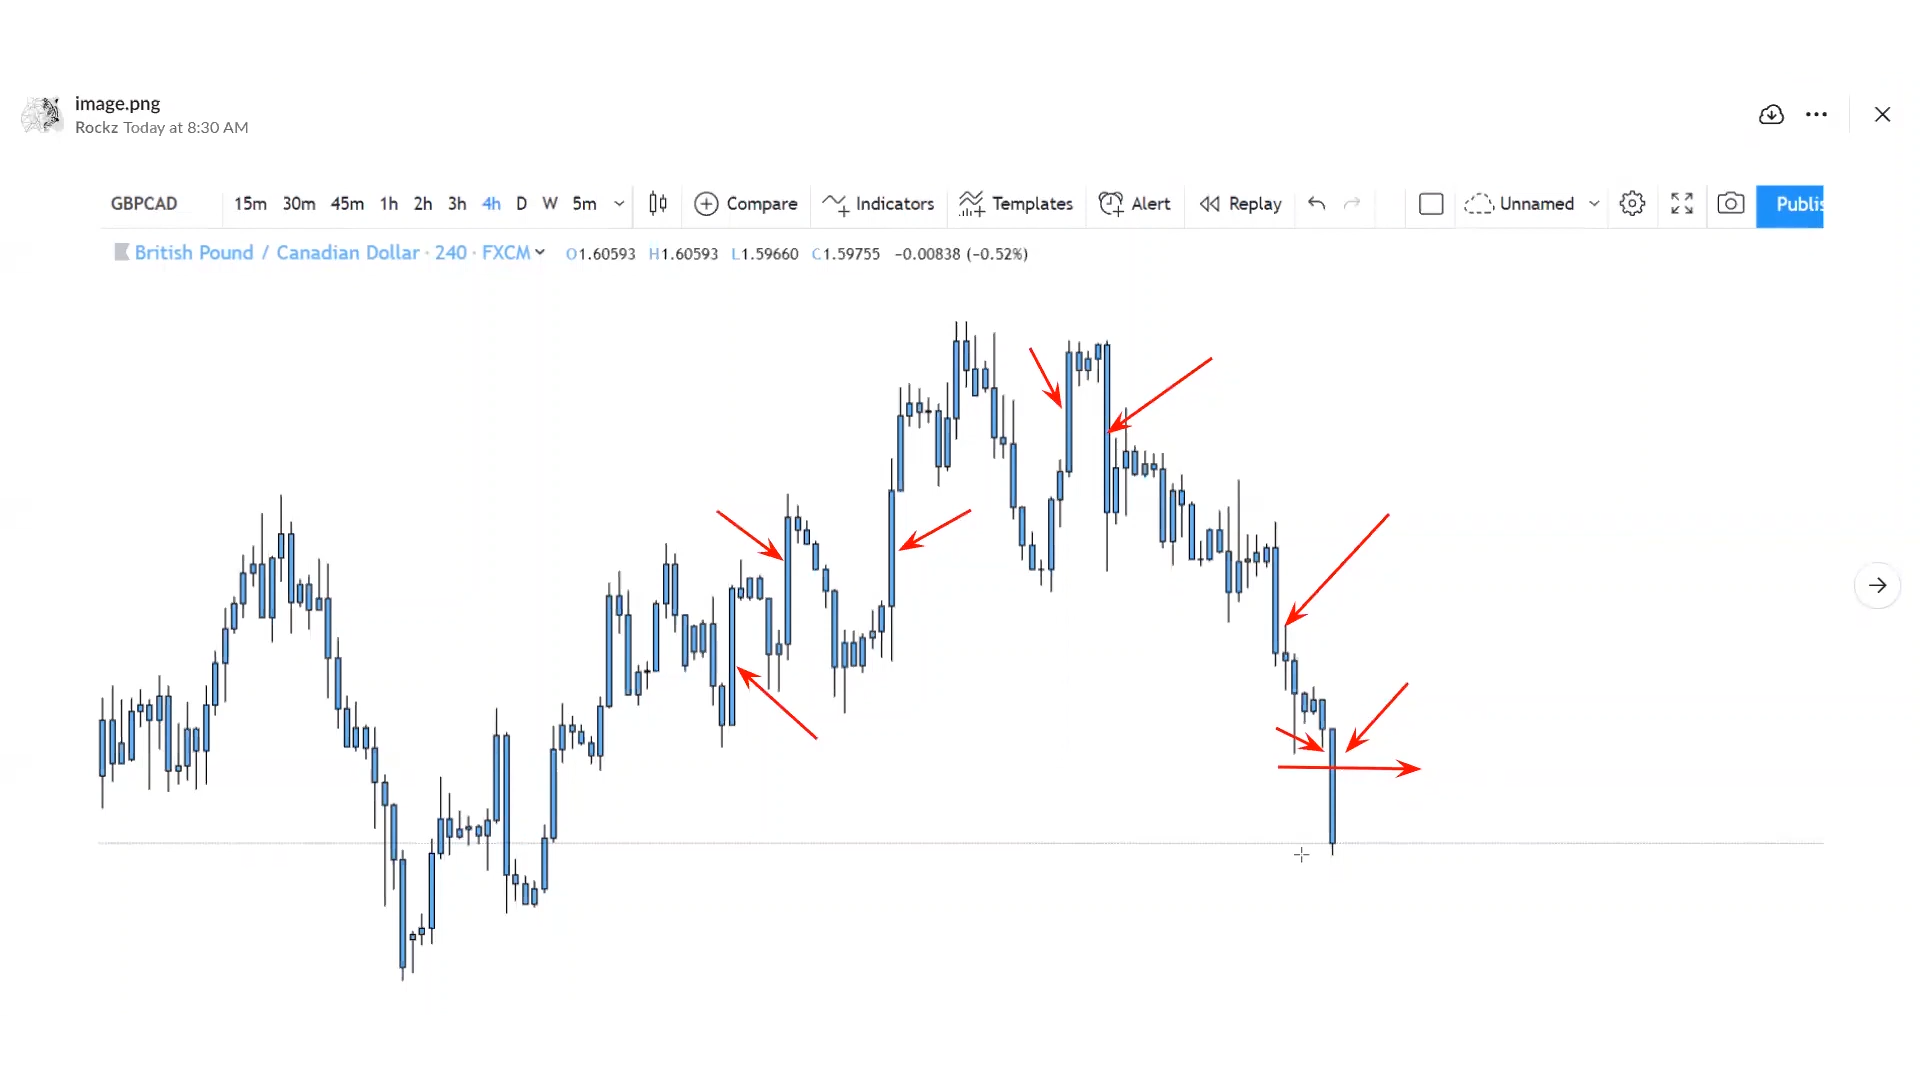 image.png
Rockz Today at 8:30 AM
GBPCAD 15m 30m 45m 1h 2h 3h 4h D W 5m Compare Indicators Templates Alert Replay Unnamed Publis
British Pound / Canadian Dollar · 240 · FXCM O1.60593 H1.60593 L1.59660 C1.59755 −0.00838 (−0.52%)